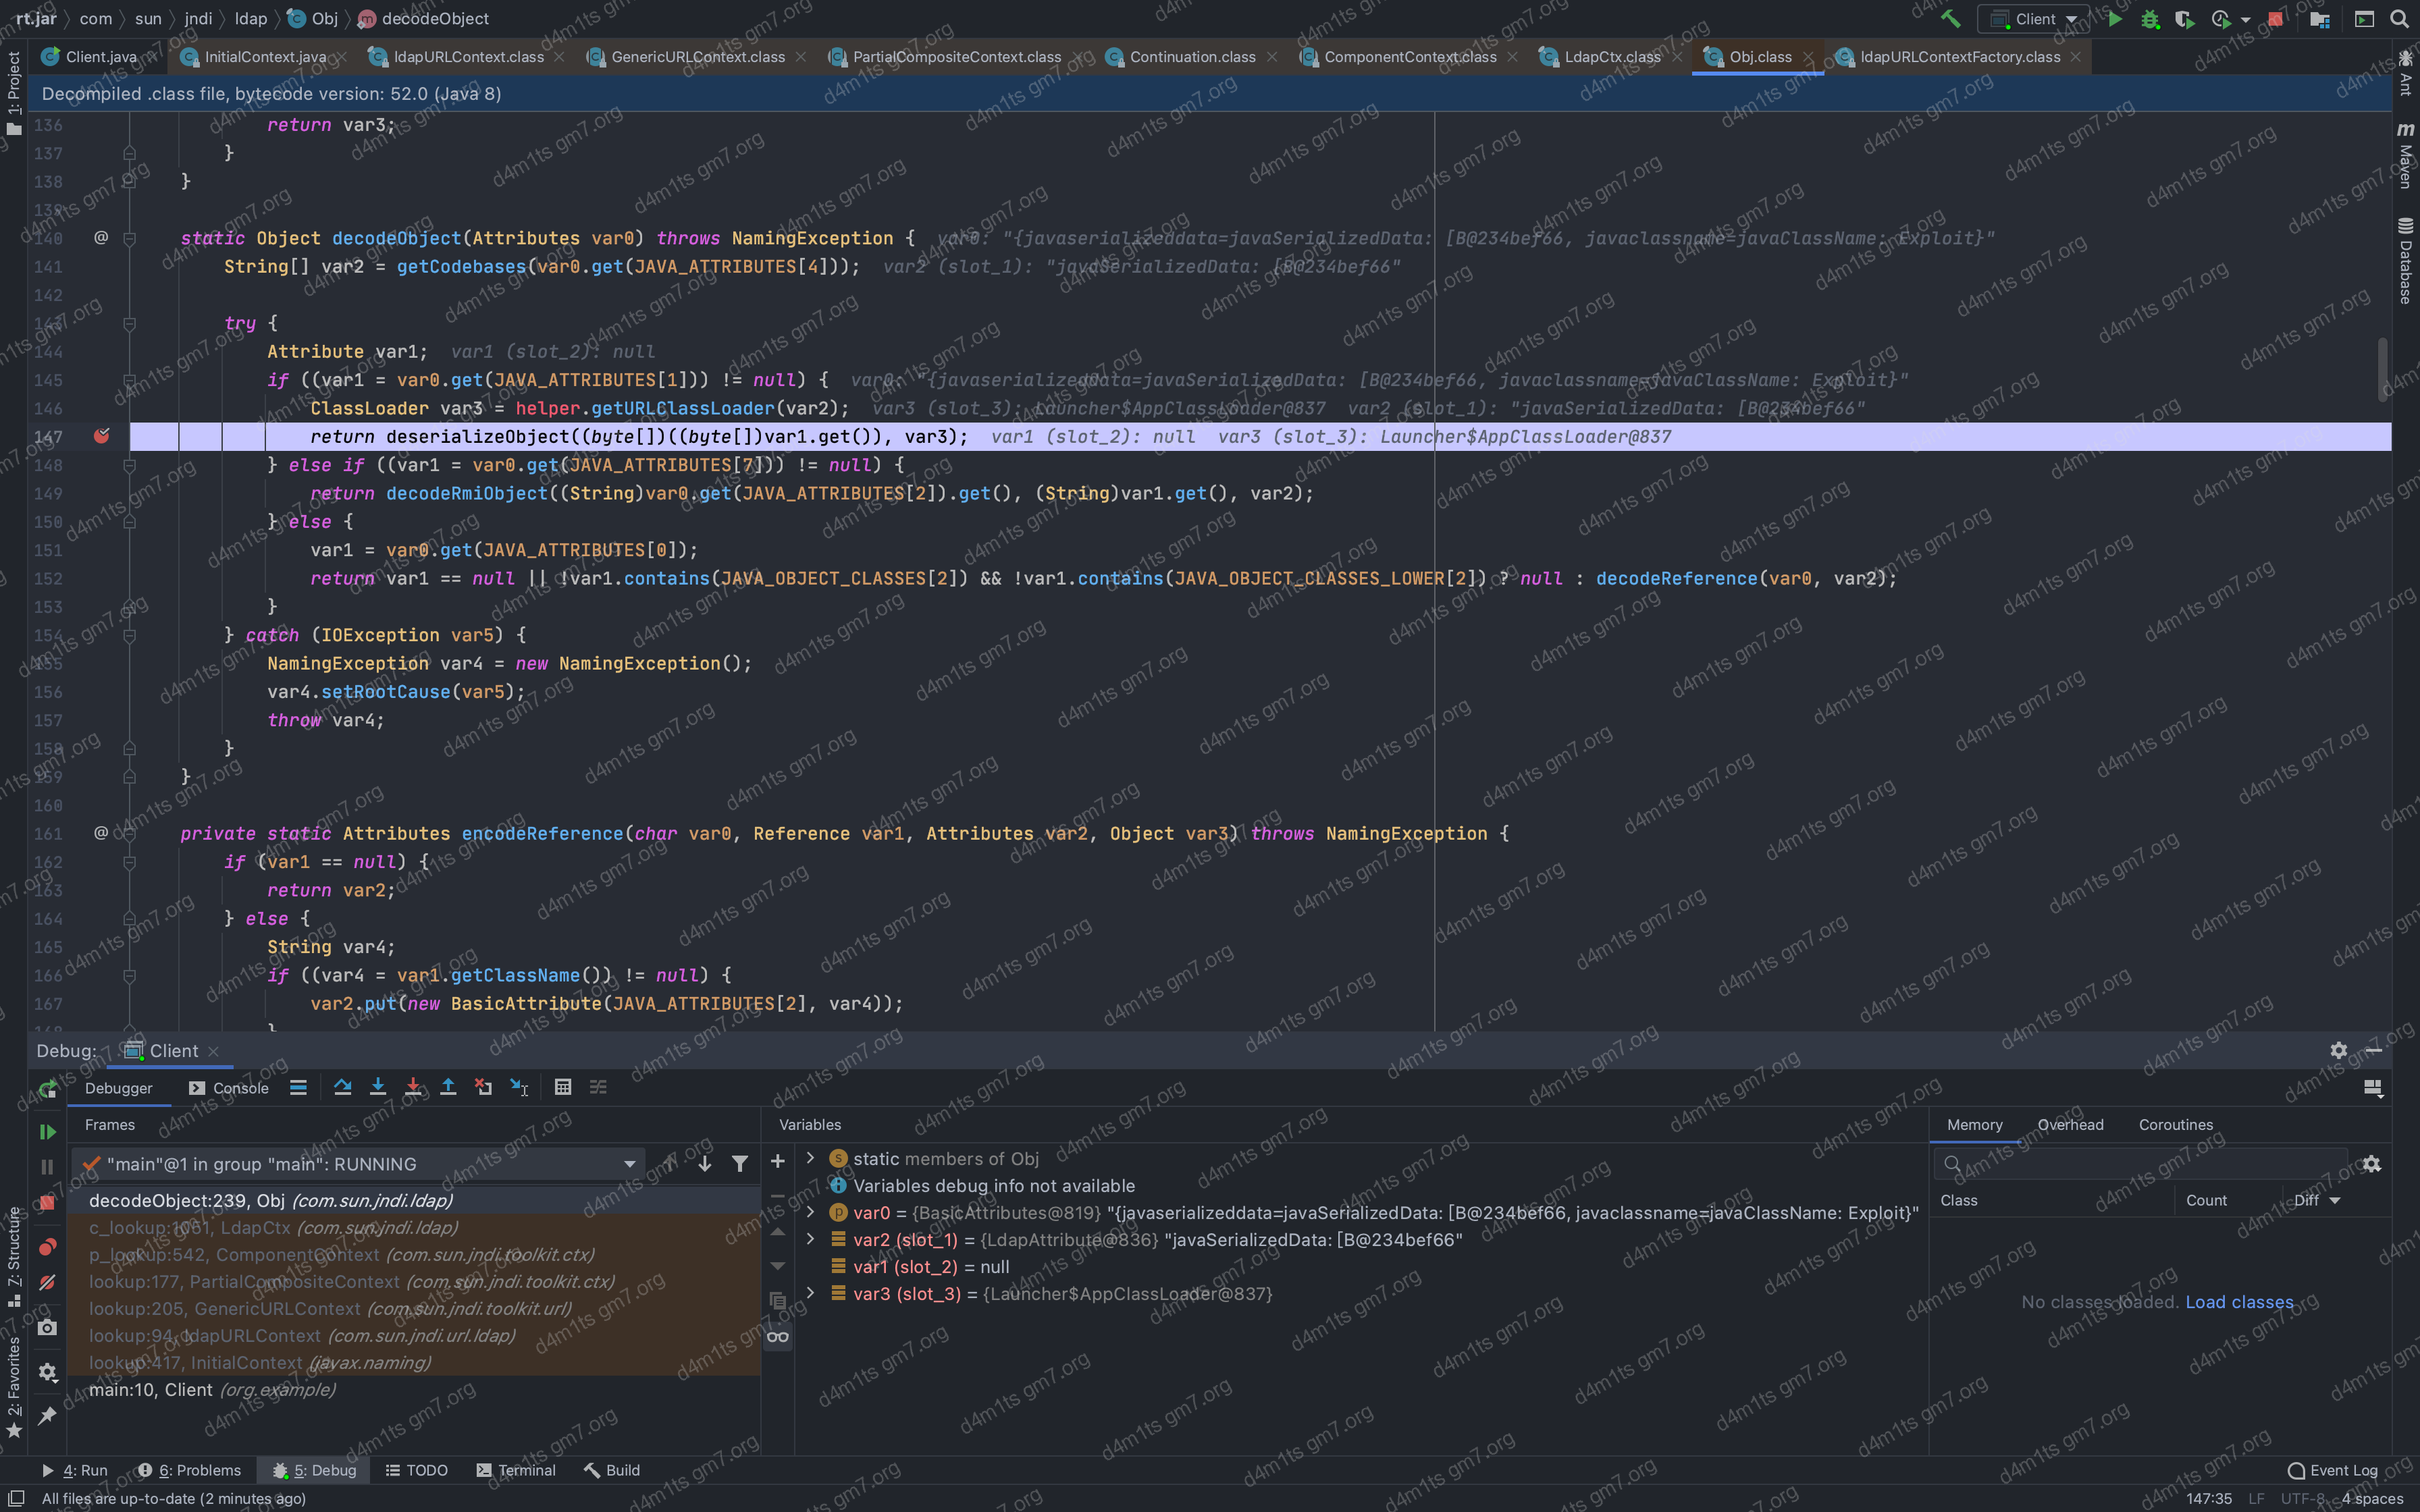 rt.jar 〉 com 〉 sun 〉 jndi 〉 ldap 〉 Obj 〉 decodeObject
Client
Client.java InitialContext.java ldapURLContext.class GenericURLContext.class PartialCompositeContext.class Continuation.class ComponentContext.class LdapCtx.class Obj.class ldapURLContextFactory.class
Decompiled .class file, bytecode version: 52.0 (Java 8)
136 return var3;
137 }
138 }
139
140 @ static Object decodeObject(Attributes var0) throws NamingException { var0: "{javaserializeddata=javaSerializedData: [B@234bef66, javaclassname=javaClassName: Exploit}"
141 String[] var2 = getCodebases(var0.get(JAVA_ATTRIBUTES[4])); var2 (slot_1): "javaSerializedData: [B@234bef66"
142
143 try {
144 Attribute var1; var1 (slot_2): null
145 if ((var1 = var0.get(JAVA_ATTRIBUTES[1])) != null) { var0: "{javaserializeddata=javaSerializedData: [B@234bef66, javaclassname=javaClassName: Exploit}"
146 ClassLoader var3 = helper.getURLClassLoader(var2); var3 (slot_3): Launcher$AppClassLoader@837 var2 (slot_1): "javaSerializedData: [B@234bef66"
147 return deserializeObject((byte[])((byte[])var1.get()), var3); var1 (slot_2): null var3 (slot_3): Launcher$AppClassLoader@837
148 } else if ((var1 = var0.get(JAVA_ATTRIBUTES[7])) != null) {
149 return decodeRmiObject((String)var0.get(JAVA_ATTRIBUTES[2]).get(), (String)var1.get(), var2);
150 } else {
151 var1 = var0.get(JAVA_ATTRIBUTES[0]);
152 return var1 == null || !var1.contains(JAVA_OBJECT_CLASSES[2]) && !var1.contains(JAVA_OBJECT_CLASSES_LOWER[2]) ? null : decodeReference(var0, var2);
153 }
154 } catch (IOException var5) {
155 NamingException var4 = new NamingException();
156 var4.setRootCause(var5);
157 throw var4;
158 }
159 }
160
161 @ private static Attributes encodeReference(char var0, Reference var1, Attributes var2, Object var3) throws NamingException {
162 if (var1 == null) {
163 return var2;
164 } else {
165 String var4;
166 if ((var4 = var1.getClassName()) != null) {
167 var2.put(new BasicAttribute(JAVA_ATTRIBUTES[2], var4));
168 }
Debug: Client
Debugger Console
Frames Variables Memory Overhead Coroutines
"main"@1 in group "main": RUNNING
decodeObject:239, Obj (com.sun.jndi.ldap)
c_lookup:1051, LdapCtx (com.sun.jndi.ldap)
p_lookup:542, ComponentContext (com.sun.jndi.toolkit.ctx)
lookup:177, PartialCompositeContext (com.sun.jndi.toolkit.ctx)
lookup:205, GenericURLContext (com.sun.jndi.toolkit.url)
lookup:94, ldapURLContext (com.sun.jndi.url.ldap)
lookup:417, InitialContext (javax.naming)
main:10, Client (org.example)
static members of Obj
Variables debug info not available
var0 = {BasicAttributes@819} "{javaserializeddata=javaSerializedData: [B@234bef66, javaclassname=javaClassName: Exploit}"
var2 (slot_1) = {LdapAttribute@836} "javaSerializedData: [B@234bef66"
var1 (slot_2) = null
var3 (slot_3) = {Launcher$AppClassLoader@837}
Class Count Diff
No classes loaded. Load classes
1: Project
7: Structure
2: Favorites
Ant
Maven
Database
4: Run 6: Problems 5: Debug TODO Terminal Build Event Log
All files are up-to-date (2 minutes ago) 147:35 LF UTF-8 4 spaces
d4m1ts gm7.org